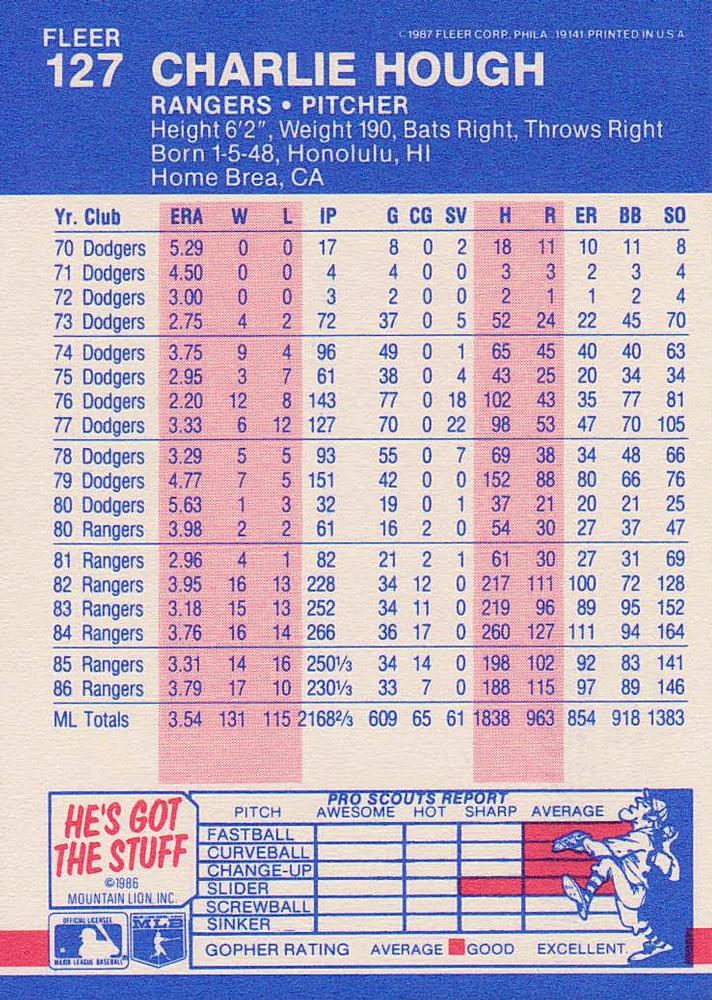 FLEER
©1987 FLEER CORP. PHILA. 19141 PRINTED IN U.S.A.
127 CHARLIE HOUGH
RANGERS • PITCHER
Height 6'2", Weight 190, Bats Right, Throws Right
Born 1-5-48, Honolulu, HI
Home Brea, CA
Yr. Club ERA W L IP G CG SV H R ER BB SO
70 Dodgers 5.29 0 0 17 8 0 2 18 11 10 11 8
71 Dodgers 4.50 0 0 4 4 0 0 3 3 2 3 4
72 Dodgers 3.00 0 0 3 2 0 0 2 1 1 2 4
73 Dodgers 2.75 4 2 72 37 0 5 52 24 22 45 70
74 Dodgers 3.75 9 4 96 49 0 1 65 45 40 40 63
75 Dodgers 2.95 3 7 61 38 0 4 43 25 20 34 34
76 Dodgers 2.20 12 8 143 77 0 18 102 43 35 77 81
77 Dodgers 3.33 6 12 127 70 0 22 98 53 47 70 105
78 Dodgers 3.29 5 5 93 55 0 7 69 38 34 48 66
79 Dodgers 4.77 7 5 151 42 0 0 152 88 80 66 76
80 Dodgers 5.63 1 3 32 19 0 1 37 21 20 21 25
80 Rangers 3.98 2 2 61 16 2 0 54 30 27 37 47
81 Rangers 2.96 4 1 82 21 2 1 61 30 27 31 69
82 Rangers 3.95 16 13 228 34 12 0 217 111 100 72 128
83 Rangers 3.18 15 13 252 34 11 0 219 96 89 95 152
84 Rangers 3.76 16 14 266 36 17 0 260 127 111 94 164
85 Rangers 3.31 14 16 250⅓ 34 14 0 198 102 92 83 141
86 Rangers 3.79 17 10 230⅓ 33 7 0 188 115 97 89 146
ML Totals 3.54 131 115 2168⅔ 609 65 61 1838 963 854 918 1383
HE'S GOT
THE STUFF
©1986
MOUNTAIN LION, INC.
OFFICIAL LICENSEE
MAJOR LEAGUE BASEBALL
MLB
PRO SCOUTS REPORT
PITCH AWESOME HOT SHARP AVERAGE
FASTBALL
CURVEBALL
CHANGE-UP
SLIDER
SCREWBALL
SINKER
GOPHER RATING AVERAGE GOOD EXCELLENT